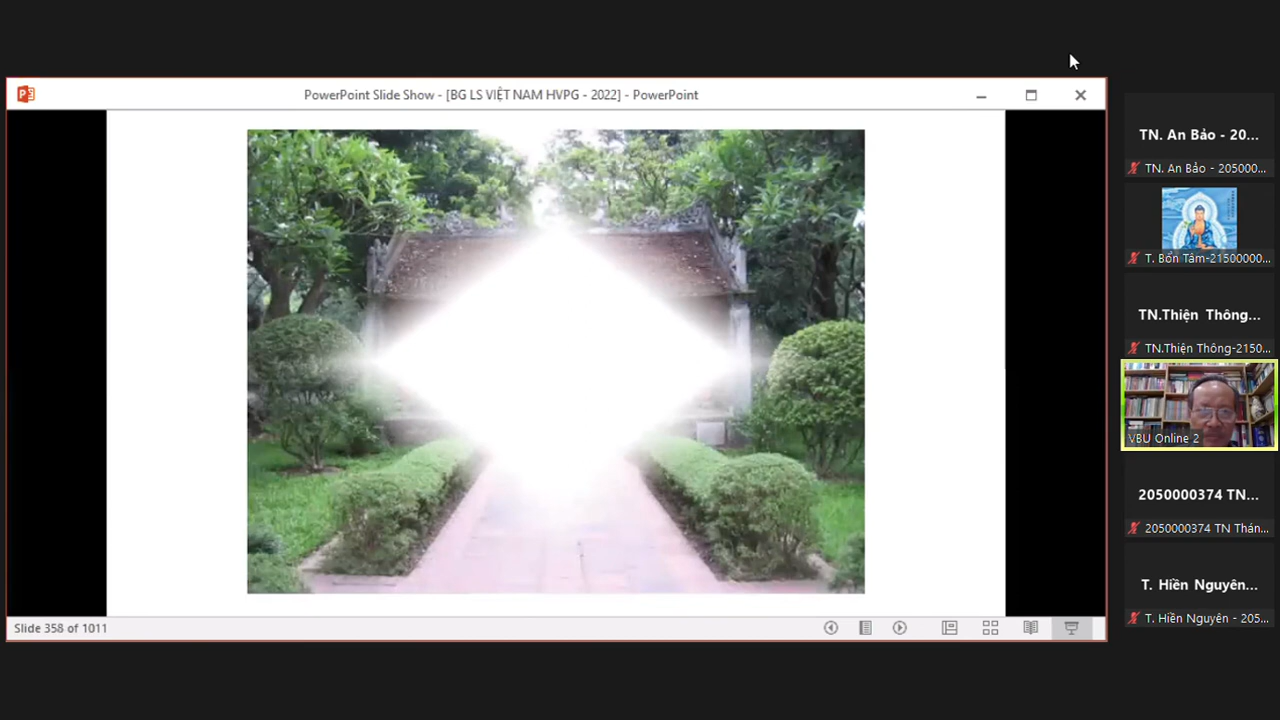 PowerPoint Slide Show - [BG LS VIỆT NAM HVPG - 2022] - PowerPoint
Slide 358 of 1011
TN. An Bảo - 20...
TN. An Bảo - 205000...
T. Bổn Tâm-21500000...
TN.Thiện Thông...
TN.Thiện Thông-2150...
VBU Online 2
2050000374 TN...
2050000374 TN Thán...
T. Hiền Nguyên...
T. Hiền Nguyên - 205...